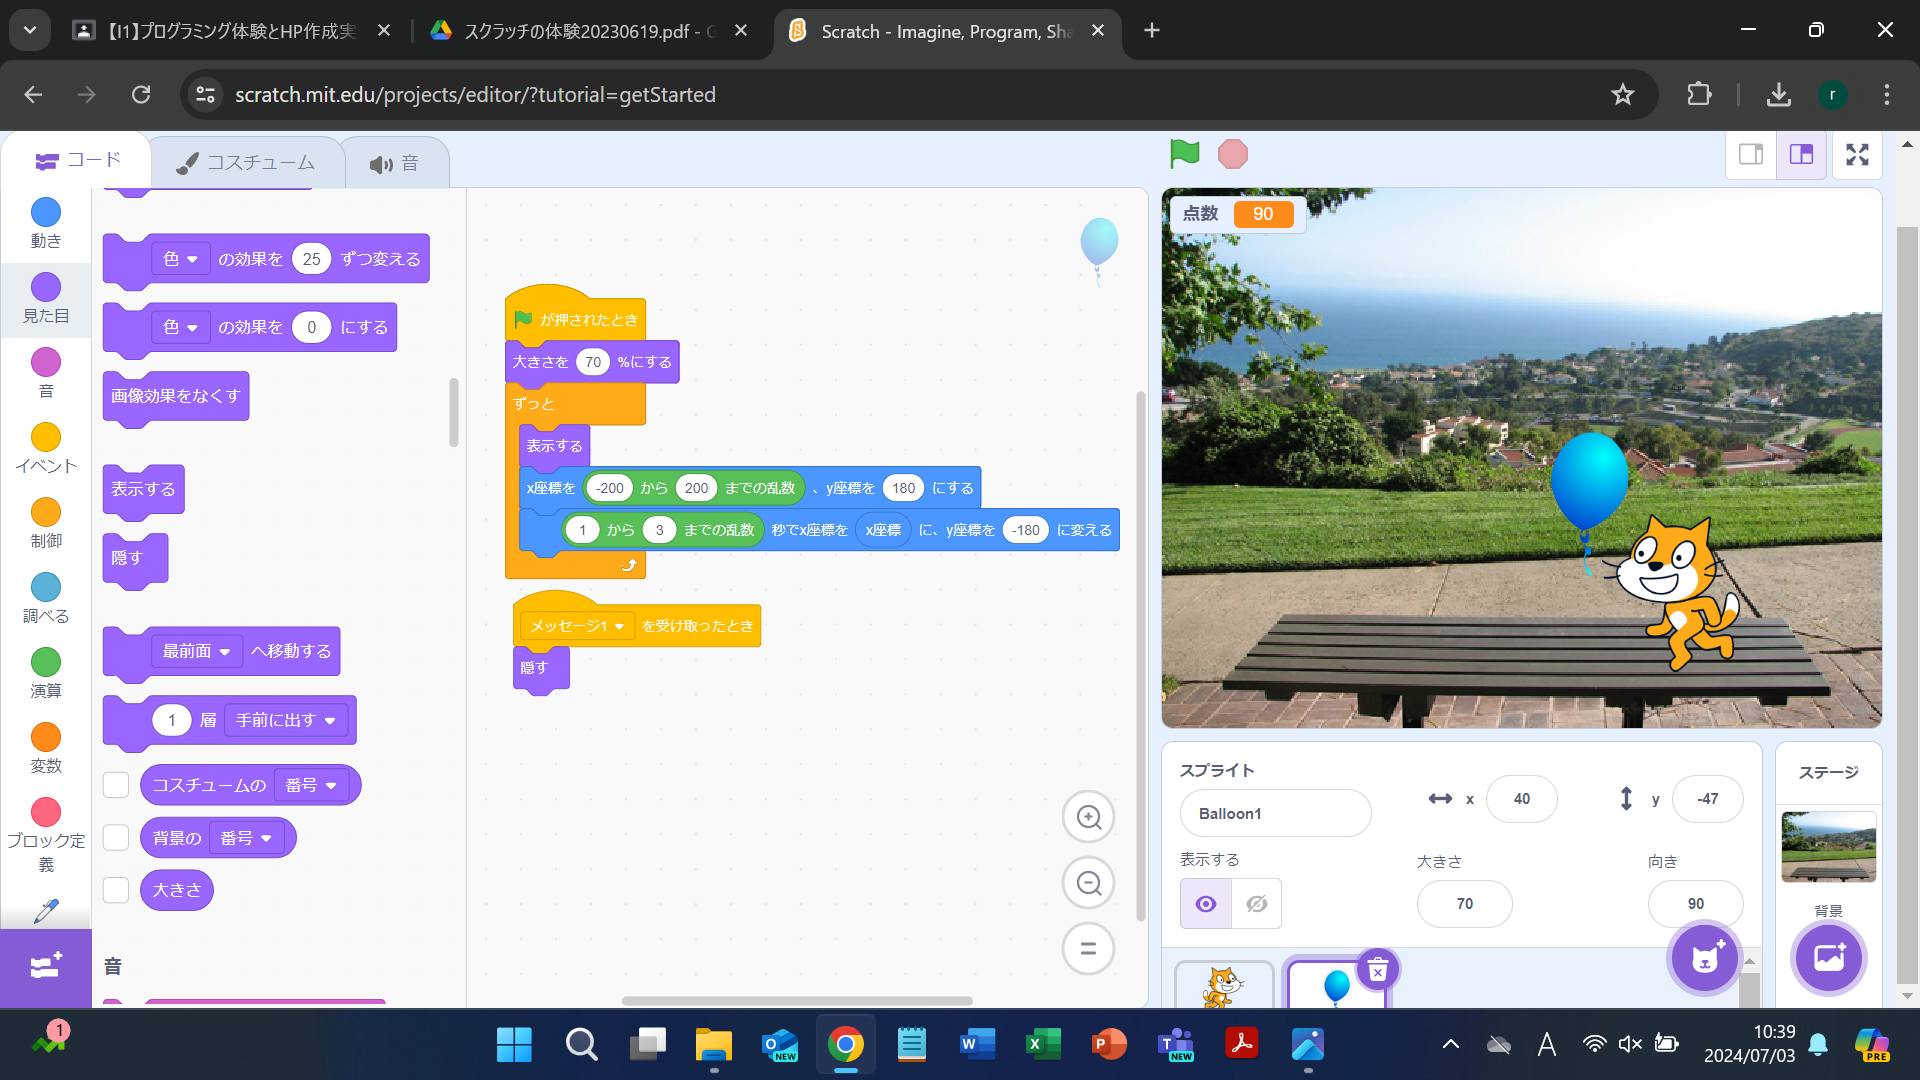 【I1】プログラミング体験とHP作成実
スクラッチの体験20230619.pdf - G
Scratch - Imagine, Program, Sha
scratch.mit.edu/projects/editor/?tutorial=getStarted
r
コード
コスチューム
音
動き
見た目
音
イベント
制御
調べる
演算
変数
ブロック定
義
色 の効果を 25 ずつ変える
色 の効果を 0 にする
画像効果をなくす
表示する
隠す
最前面 へ移動する
1 層 手前に出す
コスチュームの 番号
背景の 番号
大きさ
音
が押されたとき
大きさを 70 %にする
ずっと
表示する
x座標を -200 から 200 までの乱数 、y座標を 180 にする
1 から 3 までの乱数 秒でx座標を x座標 に、y座標を -180 に変える
メッセージ1 を受け取ったとき
隠す
点数 90
スプライト
Balloon1
x 40
y -47
表示する
大きさ
70
向き
90
ステージ
背景
1
NEW
W
X
P
T
NEW
A
10:39
2024/07/03
PRE